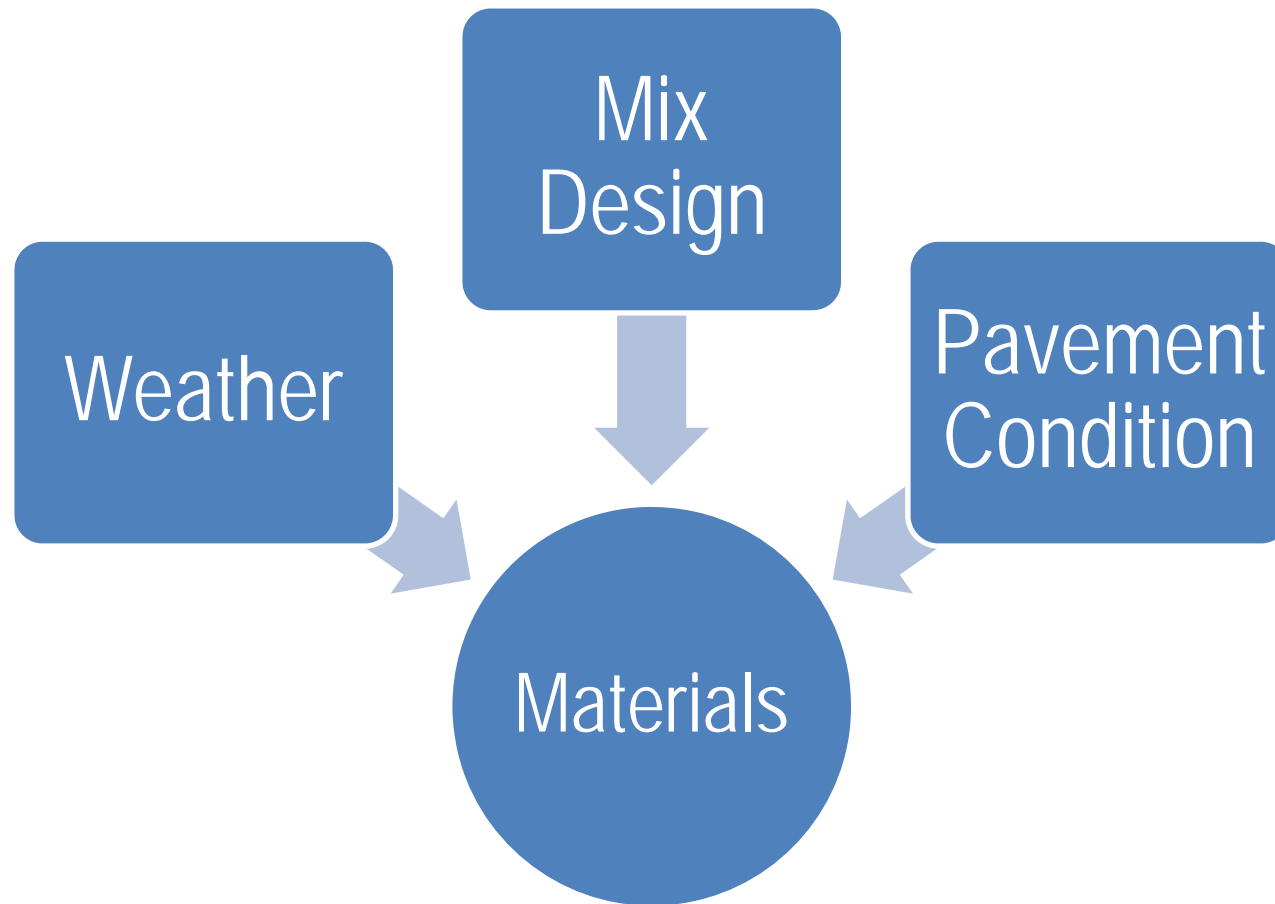 Mix
Design
Weather
Pavement
Condition
Materials